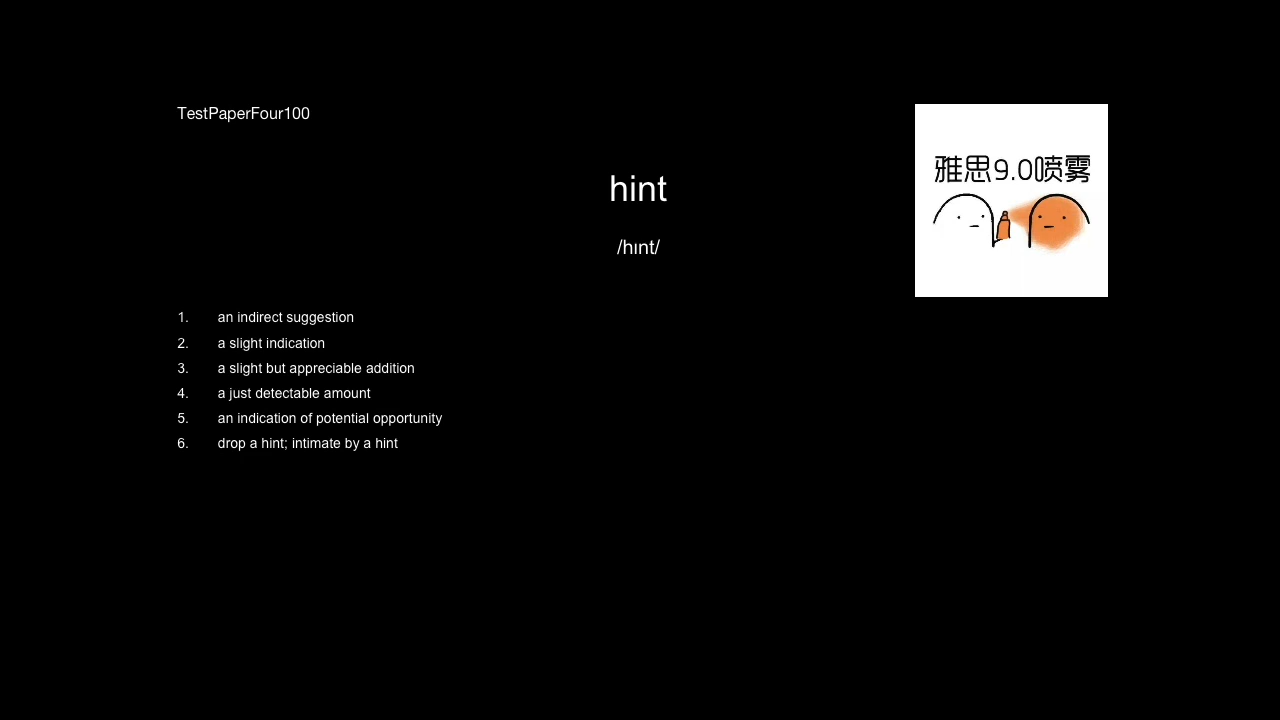 TestPaperFour100
雅思9.0喷雾
hint
/hɪnt/
1. an indirect suggestion
2. a slight indication
3. a slight but appreciable addition
4. a just detectable amount
5. an indication of potential opportunity
6. drop a hint; intimate by a hint